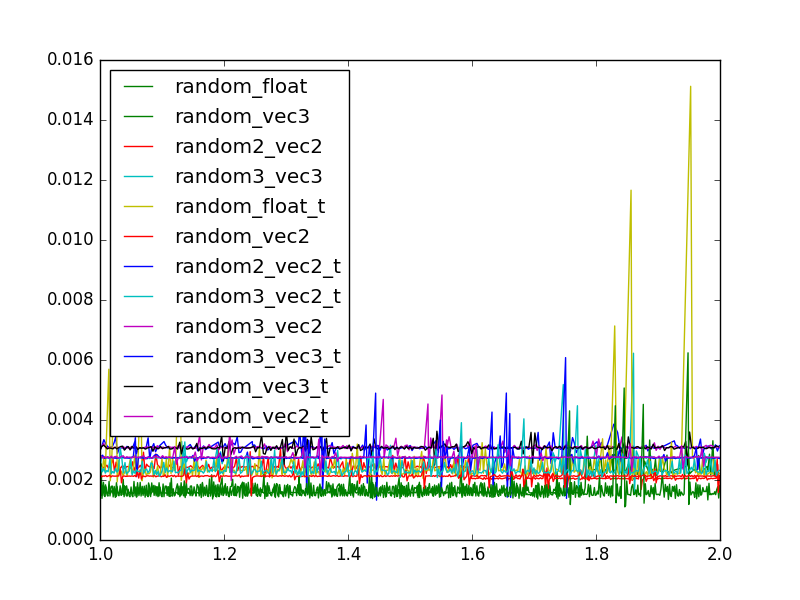 0.016
0.014
0.012
0.010
0.008
0.006
0.004
0.002
0.000
random_float
random_vec3
random2_vec2
random3_vec3
random_float_t
random_vec2
random2_vec2_t
random3_vec2_t
random3_vec2
random3_vec3_t
random_vec3_t
random_vec2_t
1.0 1.2 1.4 1.6 1.8 2.0